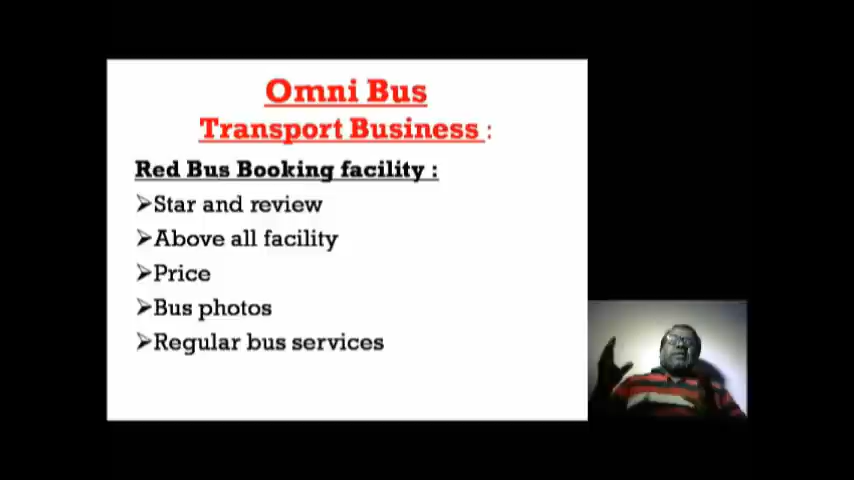 Omni Bus
Transport Business :
Red Bus Booking facility :
➢Star and review
➢Above all facility
➢Price
➢Bus photos
➢Regular bus services